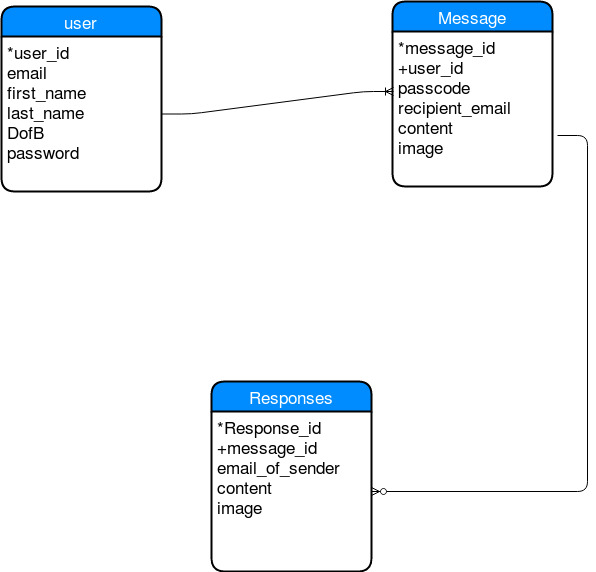 user
*user_id
email
first_name
last_name
DofB
password
Message
*message_id
+user_id
passcode
recipient_email
content
image
Responses
*Response_id
+message_id
email_of_sender
content
image